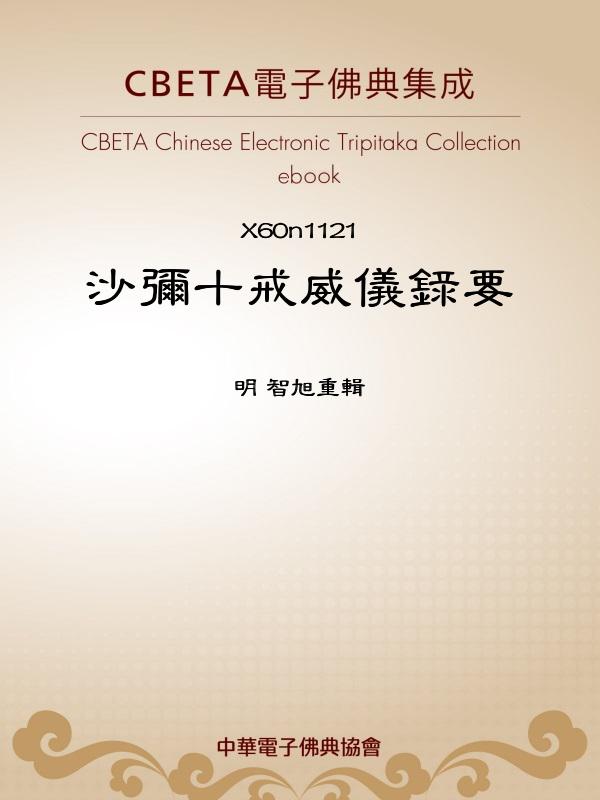 CBETA電子佛典集成
CBETA Chinese Electronic Tripitaka Collection
ebook
X60n1121
沙彌十戒威儀錄要
明 智旭重輯
中華電子佛典協會